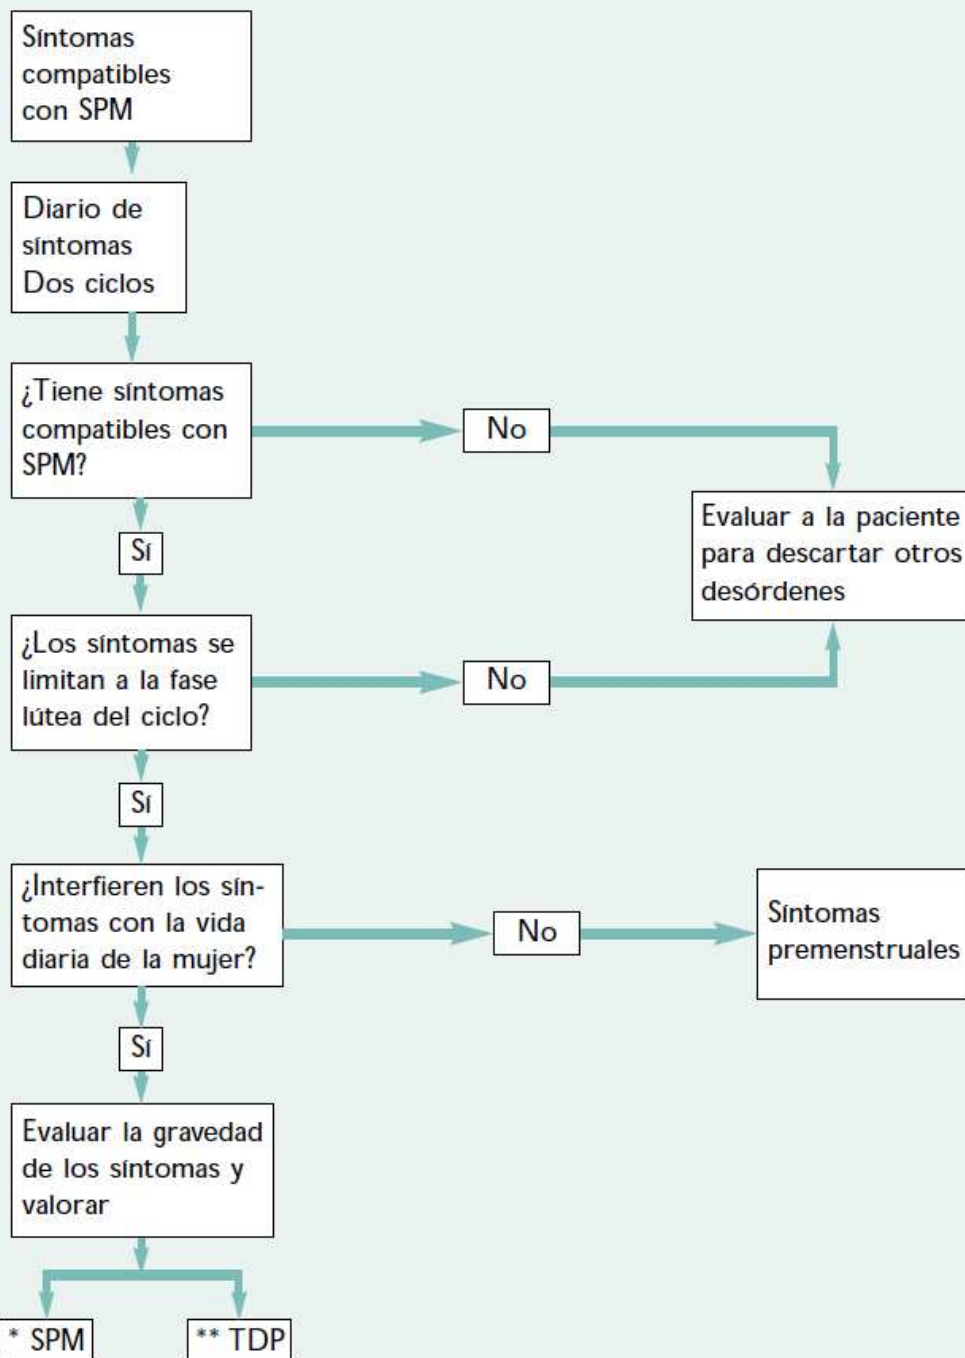 Síntomas
compatibles
con SPM
Diario de
síntomas
Dos ciclos
¿Tiene síntomas
compatibles con
SPM?
No
Evaluar a la paciente
para descartar otros
desórdenes
Sí
¿Los síntomas se
limitan a la fase
lútea del ciclo?
No
Sí
¿Interfieren los sín-
tomas con la vida
diaria de la mujer?
No
Síntomas
premenstruales
Sí
Evaluar la gravedad
de los síntomas y
valorar
* SPM
** TDP